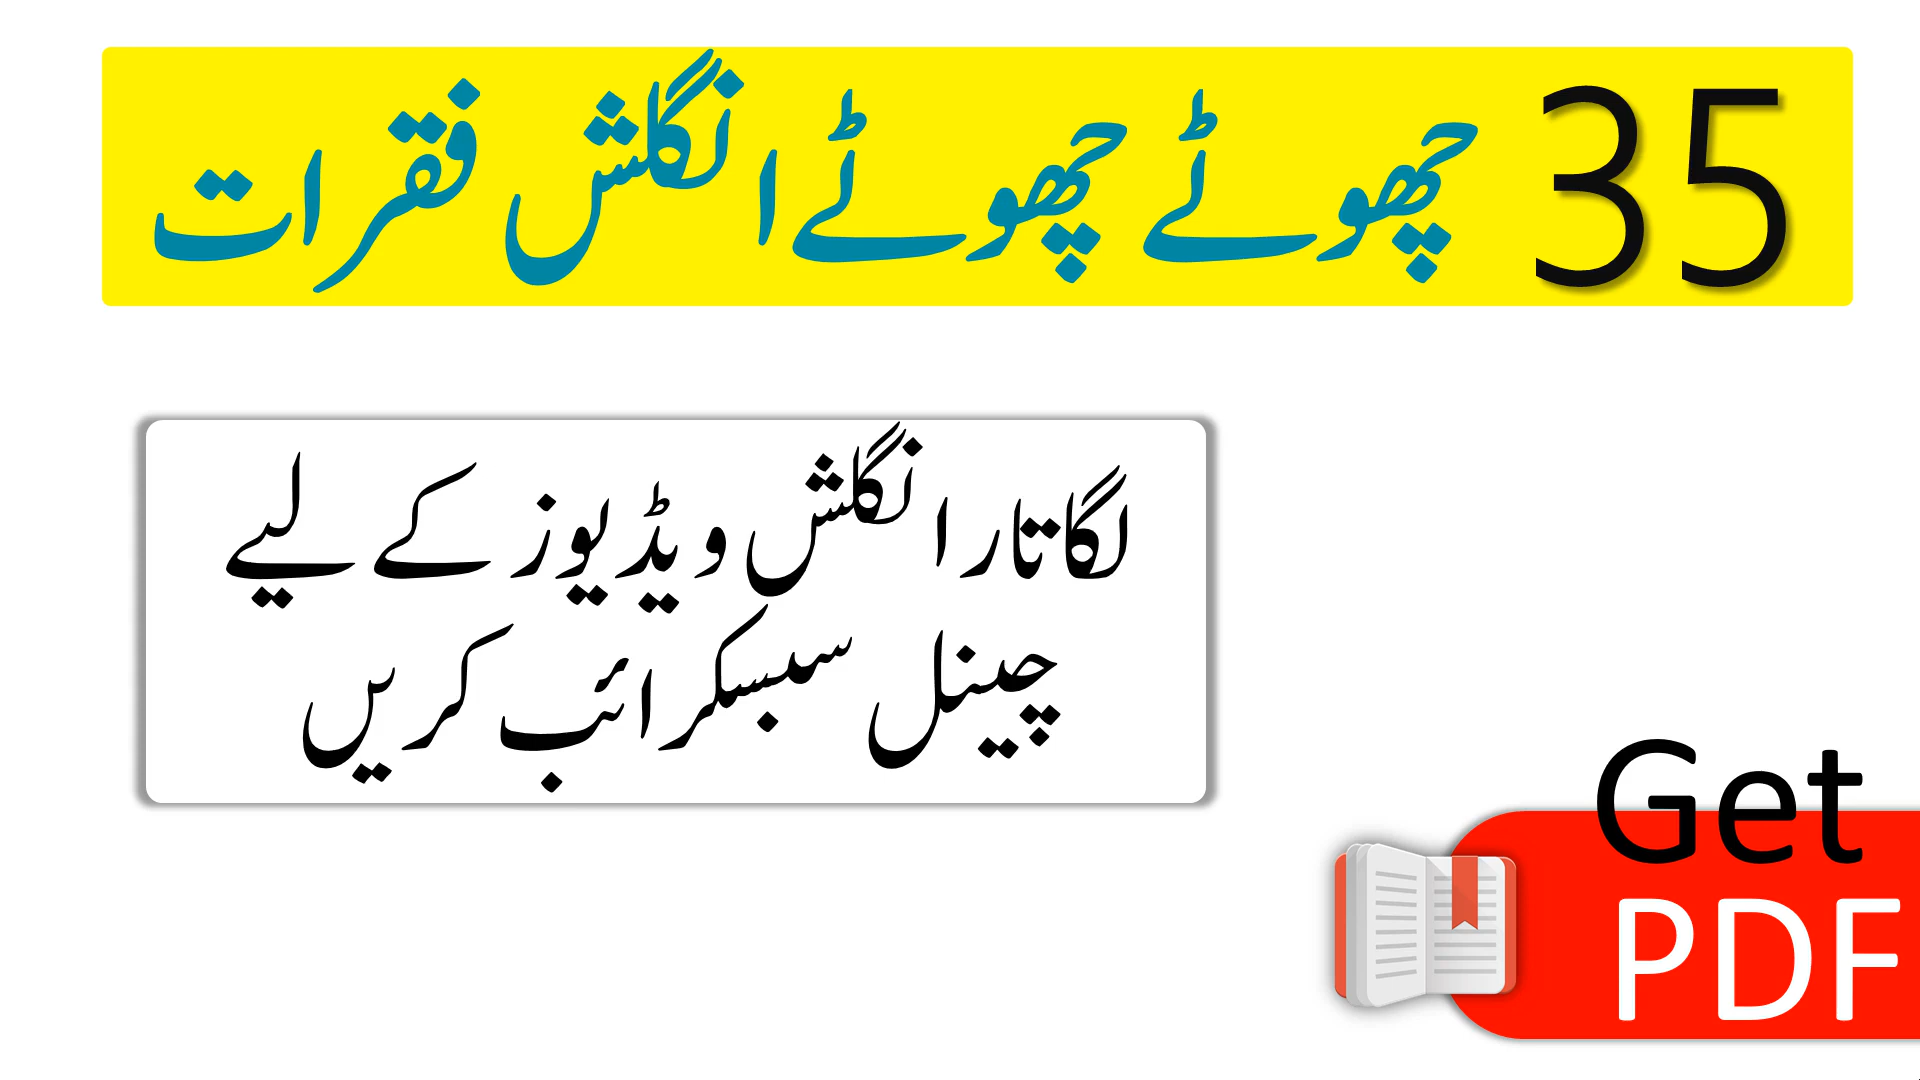 35 چھوٹے چھوٹے انگلش فقرات
لگاتار انگلش ویڈیوز کے لیے
چینل سبسکرائب کریں
Get
PDF